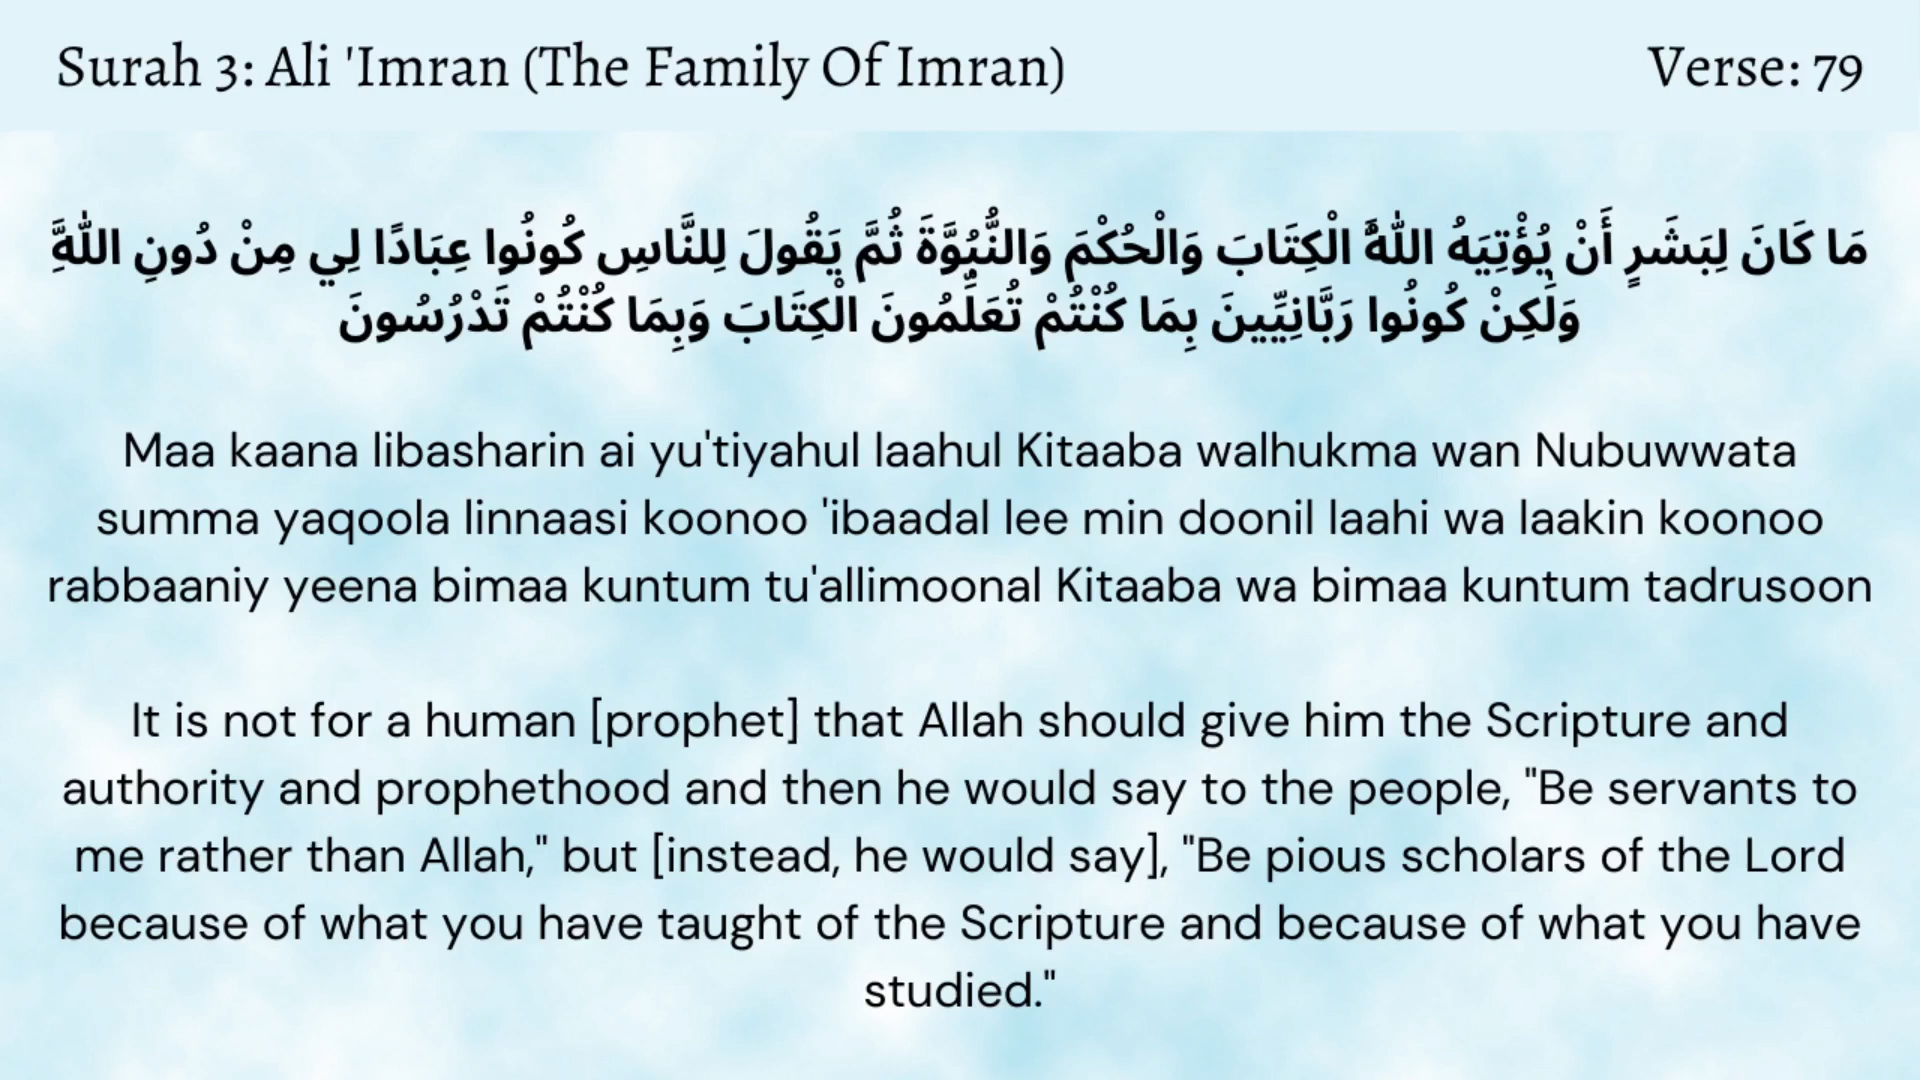 Surah 3: Ali 'Imran (The Family Of Imran)
Verse: 79
مَا كَانَ لِبَشَرٍ أَنْ يُؤْتِيَهُ اللَّهُ الْكِتَابَ وَالْحُكْمَ وَالنُّبُوَّةَ ثُمَّ يَقُولَ لِلنَّاسِ كُونُوا عِبَادًا لِي مِنْ دُونِ اللَّهِ
وَلَٰكِنْ كُونُوا رَبَّانِيِّينَ بِمَا كُنْتُمْ تُعَلِّمُونَ الْكِتَابَ وَبِمَا كُنْتُمْ تَدْرُسُونَ
Maa kaana libasharin ai yu'tiyahul laahul Kitaaba walhukma wan Nubuwwata
summa yaqoola linnaasi koonoo 'ibaadal lee min doonil laahi wa laakin koonoo
rabbaaniy yeena bimaa kuntum tu'allimoonal Kitaaba wa bimaa kuntum tadrusoon
It is not for a human [prophet] that Allah should give him the Scripture and
authority and prophethood and then he would say to the people, "Be servants to
me rather than Allah," but [instead, he would say], "Be pious scholars of the Lord
because of what you have taught of the Scripture and because of what you have
studied."